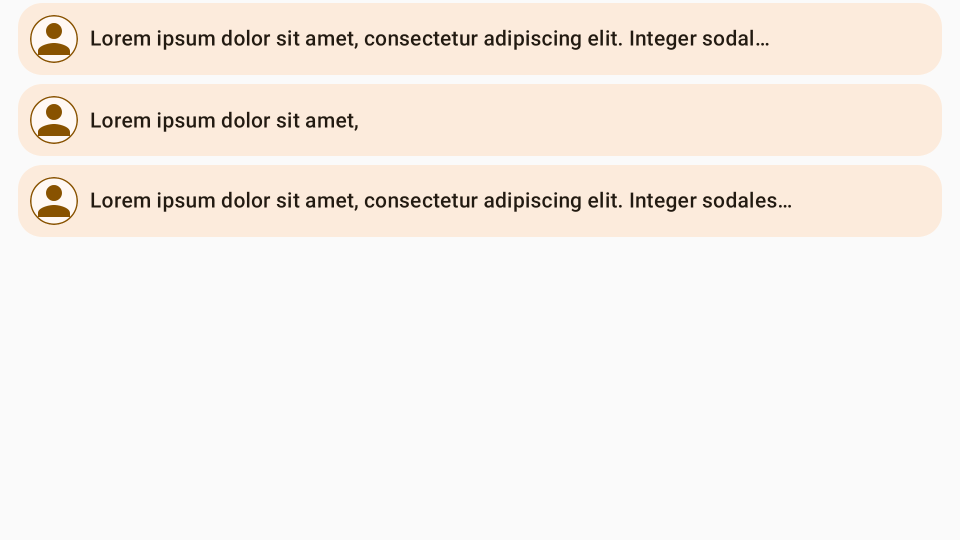 Lorem ipsum dolor sit amet, consectetur adipiscing elit. Integer sodal…
Lorem ipsum dolor sit amet,
Lorem ipsum dolor sit amet, consectetur adipiscing elit. Integer sodales…